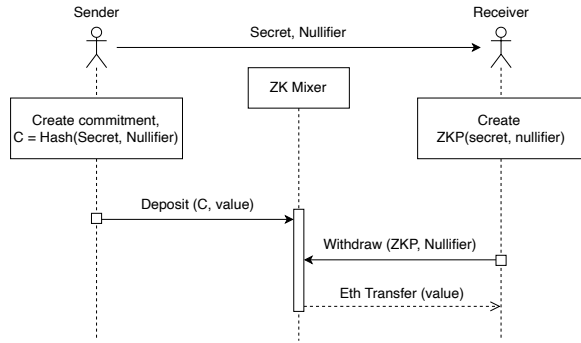 Sender
Receiver
Secret, Nullifier
ZK Mixer
Create commitment,
C = Hash(Secret, Nullifier)
Create
ZKP(secret, nullifier)
Deposit (C, value)
Withdraw (ZKP, Nullifier)
Eth Transfer (value)